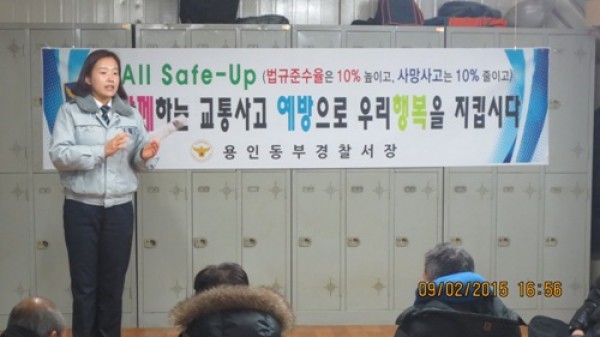 All Safe-Up (법규준수율은 10% 높이고, 사망사고는 10% 줄이고)
함께하는 교통사고 예방으로 우리행복을 지킵시다
용인동부경찰서장
09/02/2015 16:56